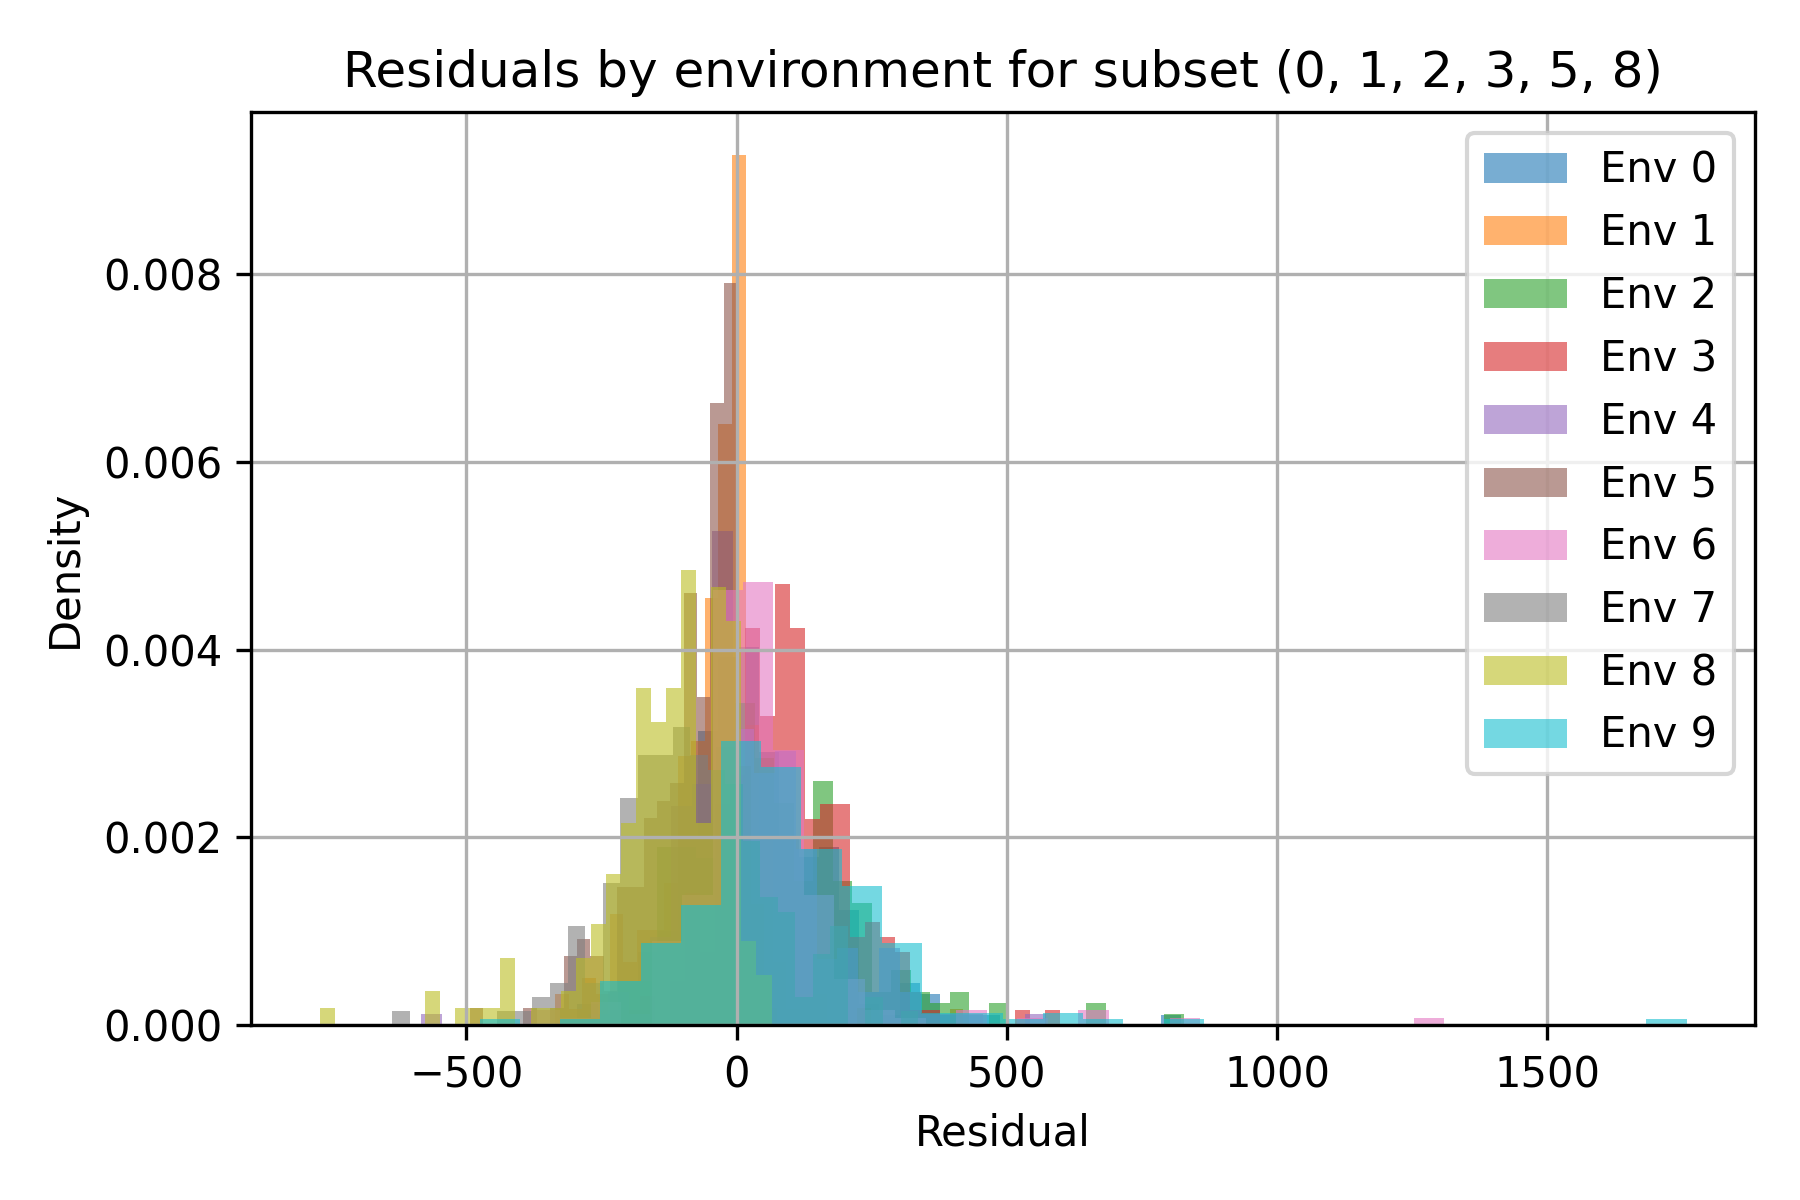 Residuals by environment for subset (0, 1, 2, 3, 5, 8)
Density
0.008
0.006
0.004
0.002
0.000
−500
0
500
1000
1500
Residual
Env 0
Env 1
Env 2
Env 3
Env 4
Env 5
Env 6
Env 7
Env 8
Env 9